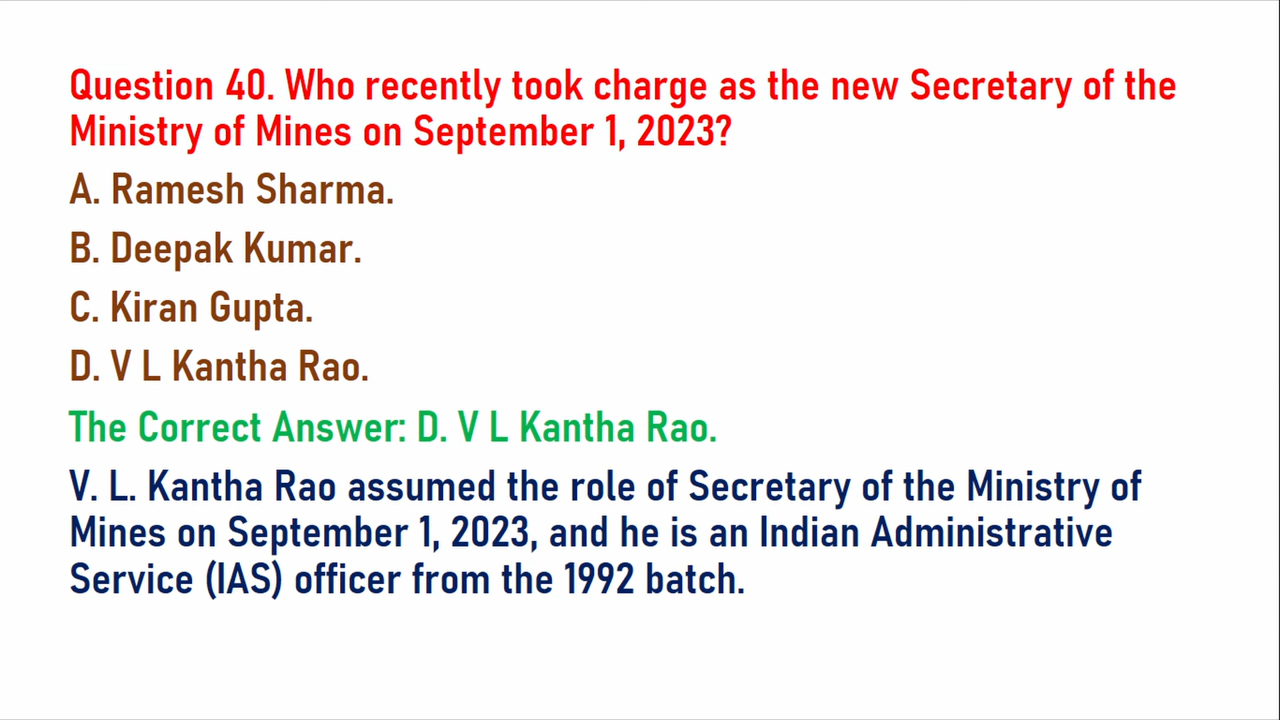 Question 40. Who recently took charge as the new Secretary of the
Ministry of Mines on September 1, 2023?
A. Ramesh Sharma.
B. Deepak Kumar.
C. Kiran Gupta.
D. V L Kantha Rao.
The Correct Answer: D. V L Kantha Rao.
V. L. Kantha Rao assumed the role of Secretary of the Ministry of
Mines on September 1, 2023, and he is an Indian Administrative
Service (IAS) officer from the 1992 batch.